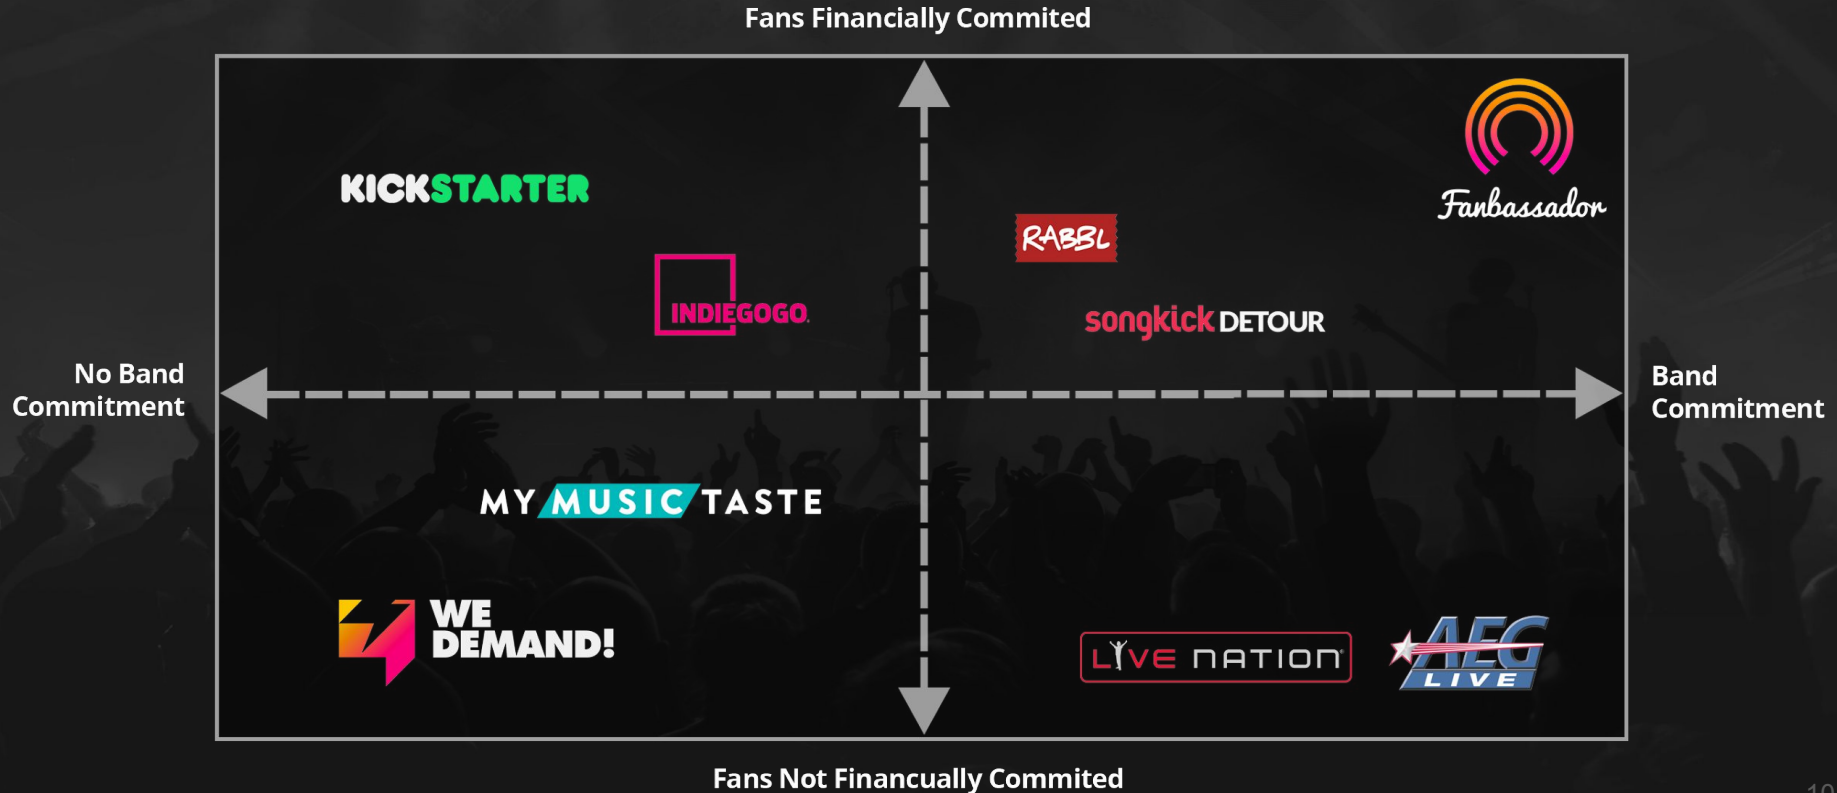 Fans Financially Commited
KICKSTARTER
Fanbassador
RABBL
INDIEGOGO.
songkick DETOUR
No Band
Commitment
Band
Commitment
MY MUSIC TASTE
WE
DEMAND!
LIVE NATION
AEG
LIVE
Fans Not Financually Commited
10